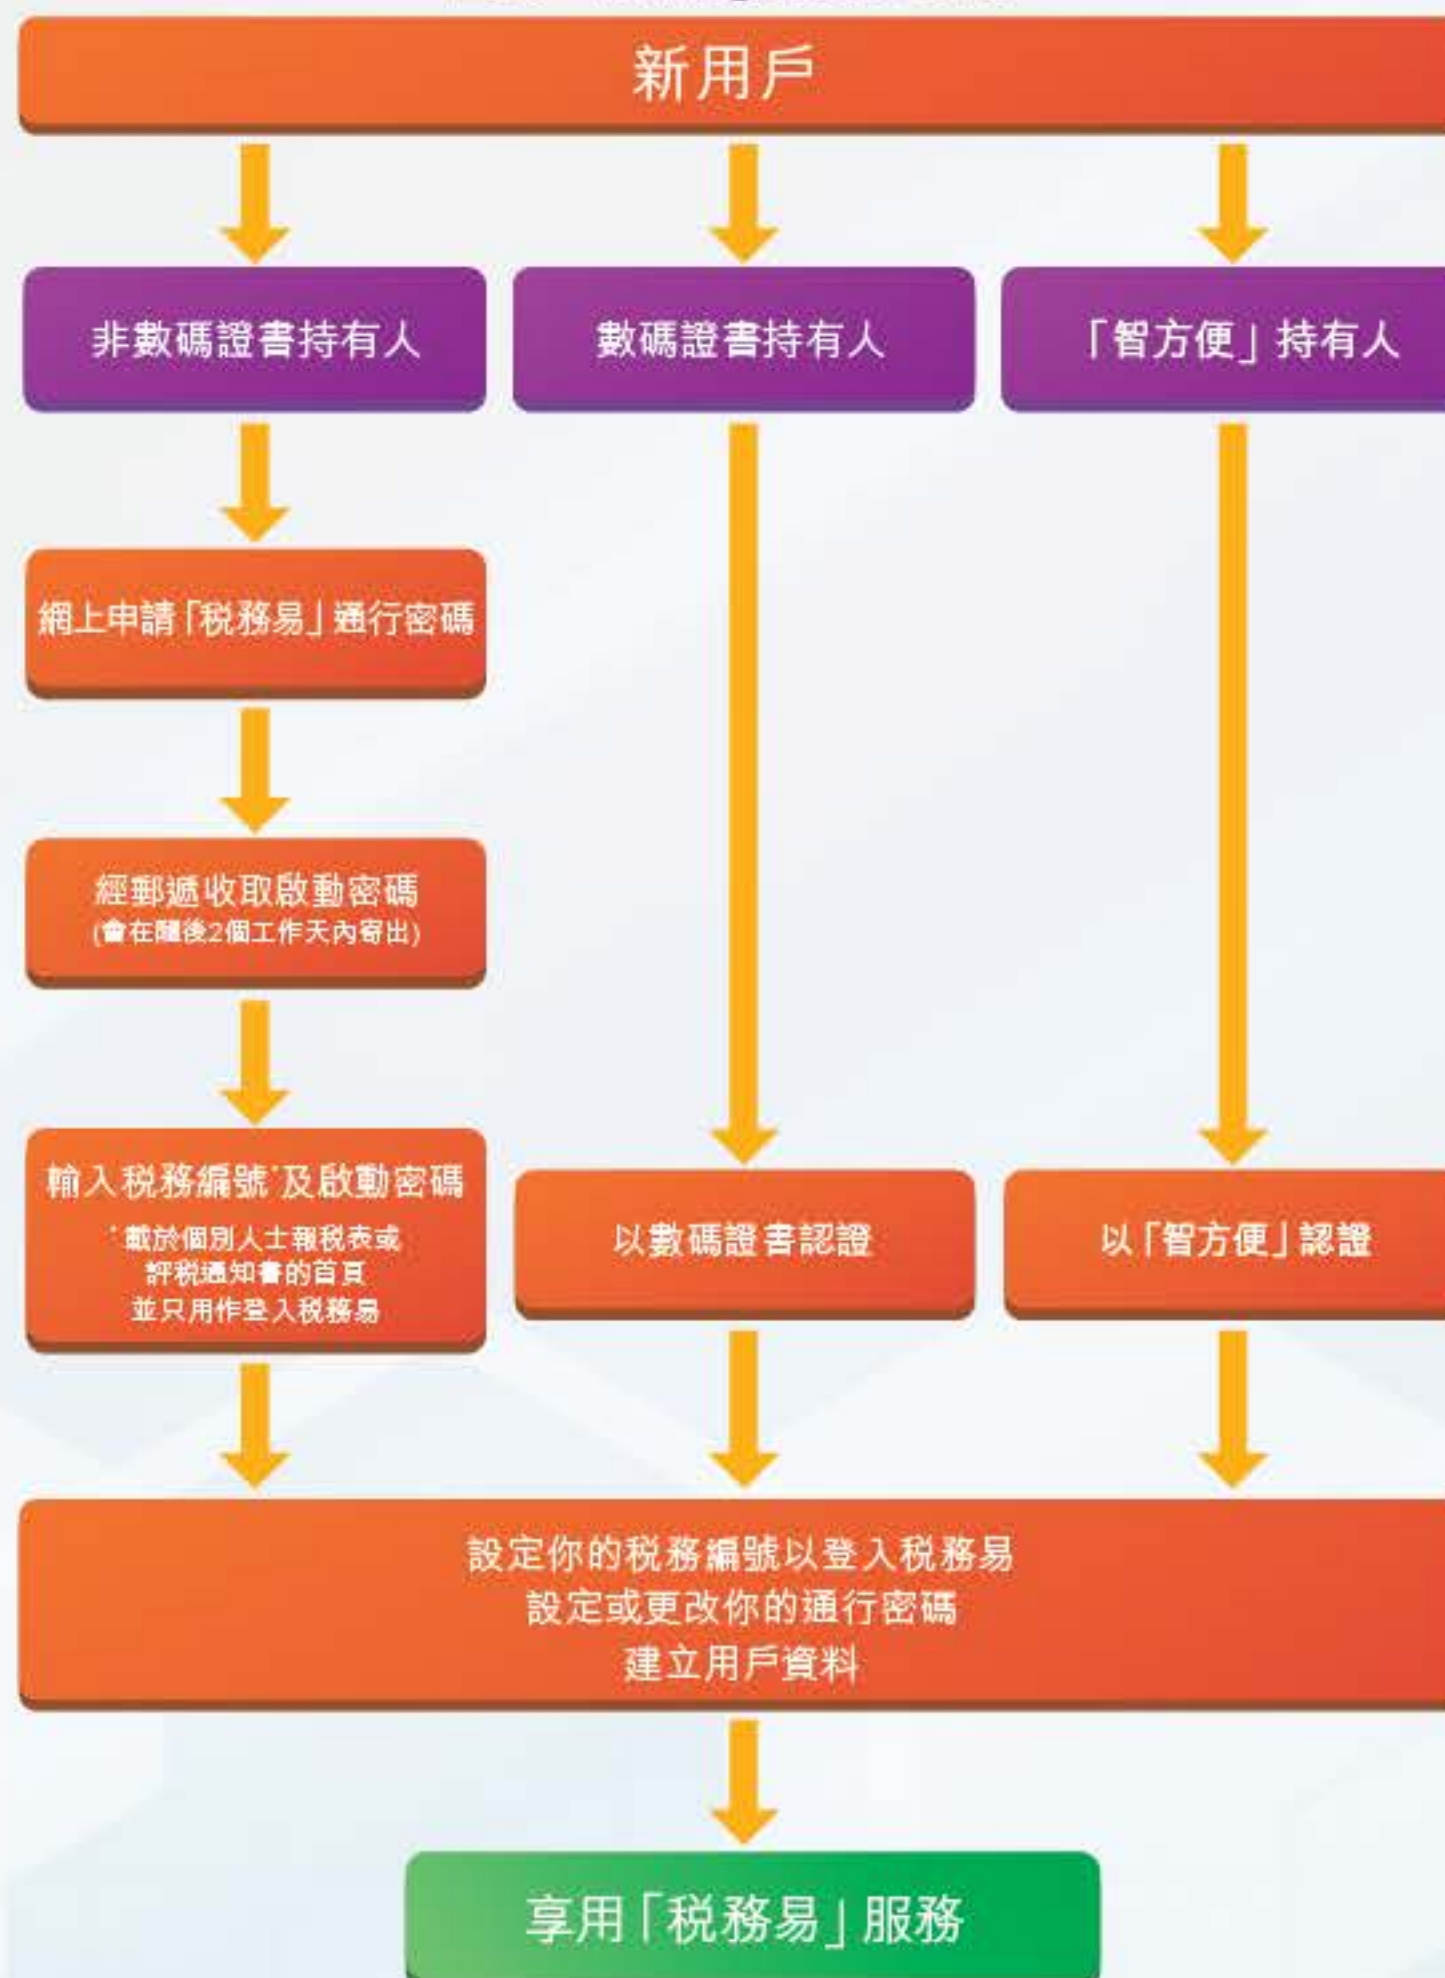 新用戶
非數碼證書持有人
數碼證書持有人
「智方便」持有人
網上申請「稅務易」通行密碼
經郵遞收取啟動密碼
(會在隨後2個工作天內寄出)
輸入稅務編號*及啟動密碼
*載於個別人士報稅表或
評稅通知書的首頁
並只用作登入稅務易
以數碼證書認證
以「智方便」認證
設定你的稅務編號以登入稅務易
設定或更改你的通行密碼
建立用戶資料
享用「稅務易」服務